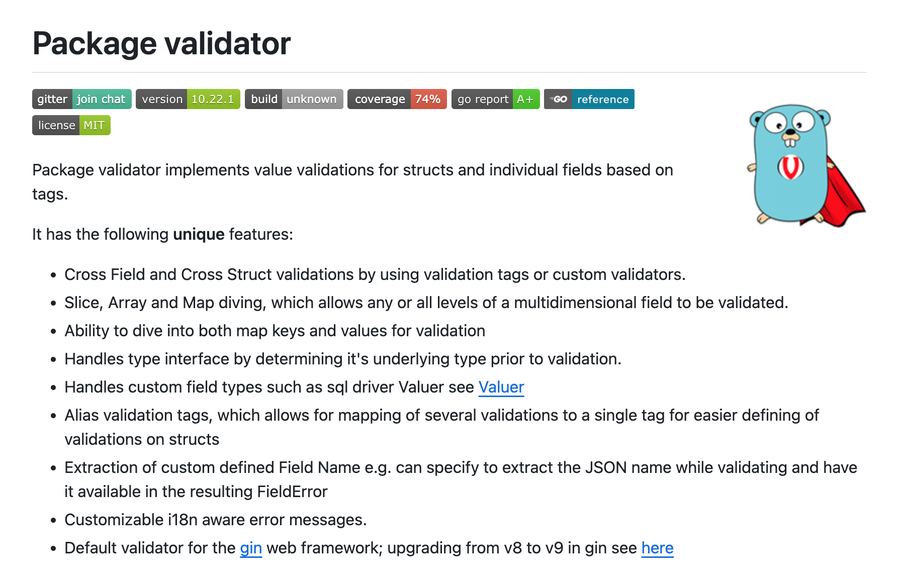 Package validator
gitter join chat version 10.22.1 build unknown coverage 74% go report A+ GO reference
license MIT
Package validator implements value validations for structs and individual fields based on
tags.
It has the following unique features:
• Cross Field and Cross Struct validations by using validation tags or custom validators.
• Slice, Array and Map diving, which allows any or all levels of a multidimensional field to be validated.
• Ability to dive into both map keys and values for validation
• Handles type interface by determining it's underlying type prior to validation.
• Handles custom field types such as sql driver Valuer see Valuer
• Alias validation tags, which allows for mapping of several validations to a single tag for easier defining of
validations on structs
• Extraction of custom defined Field Name e.g. can specify to extract the JSON name while validating and have
it available in the resulting FieldError
• Customizable i18n aware error messages.
• Default validator for the gin web framework; upgrading from v8 to v9 in gin see here